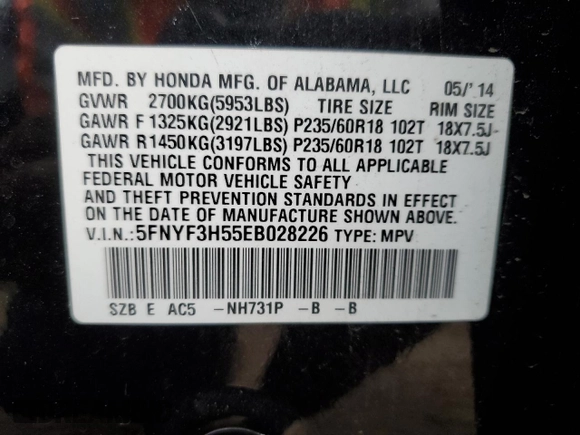 MFD. BY HONDA MFG. OF ALABAMA, LLC 05/'14
GVWR 2700KG(5953LBS) TIRE SIZE RIM SIZE
GAWR F 1325KG(2921LBS) P235/60R18 102T 18X7.5J
GAWR R1450KG(3197LBS) P235/60R18 102T 18X7.5J
THIS VEHICLE CONFORMS TO ALL APPLICABLE
FEDERAL MOTOR VEHICLE SAFETY
AND THEFT PREVENTION STANDARDS IN EFFECT
ON THE DATE OF MANUFACTURE SHOWN ABOVE.
V.I.N.:5FNYF3H55EB028226 TYPE: MPV
SZB E AC5 -NH731P -B -B